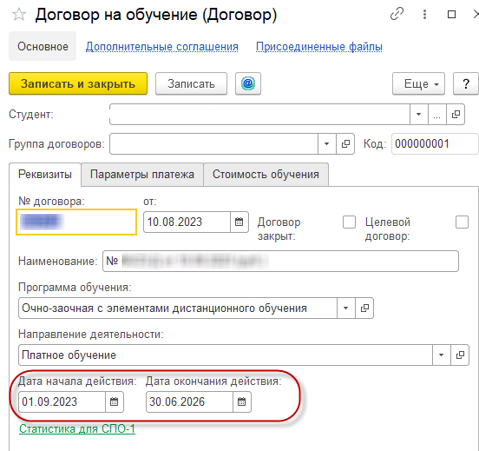 Договор на обучение (Договор)
Основное Дополнительные соглашения Присоединенные файлы
Записать и закрыть Записать @ Еще ?
Студент: ...
Группа договоров: Код: 000000001
Реквизиты Параметры платежа Стоимость обучения
№ договора: от:
10.08.2023 Договор закрыт: Целевой договор:
Наименование: №
Программа обучения:
Очно-заочная с элементами дистанционного обучения
Направление деятельности:
Платное обучение
Дата начала действия: Дата окончания действия:
01.09.2023 30.06.2026
Статистика для СПО-1